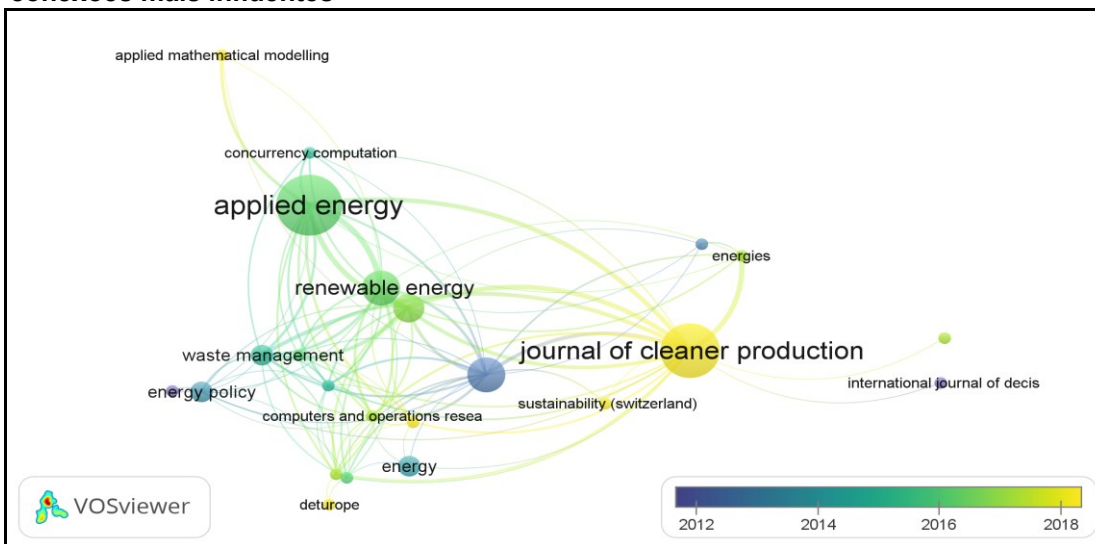 applied mathematical modelling
concurrency computation
applied energy
energies
renewable energy
journal of cleaner production
waste management
international journal of decis
energy policy
sustainability (switzerland)
computers and operations resea
energy
deturope
VOSviewer
2012 2014 2016 2018